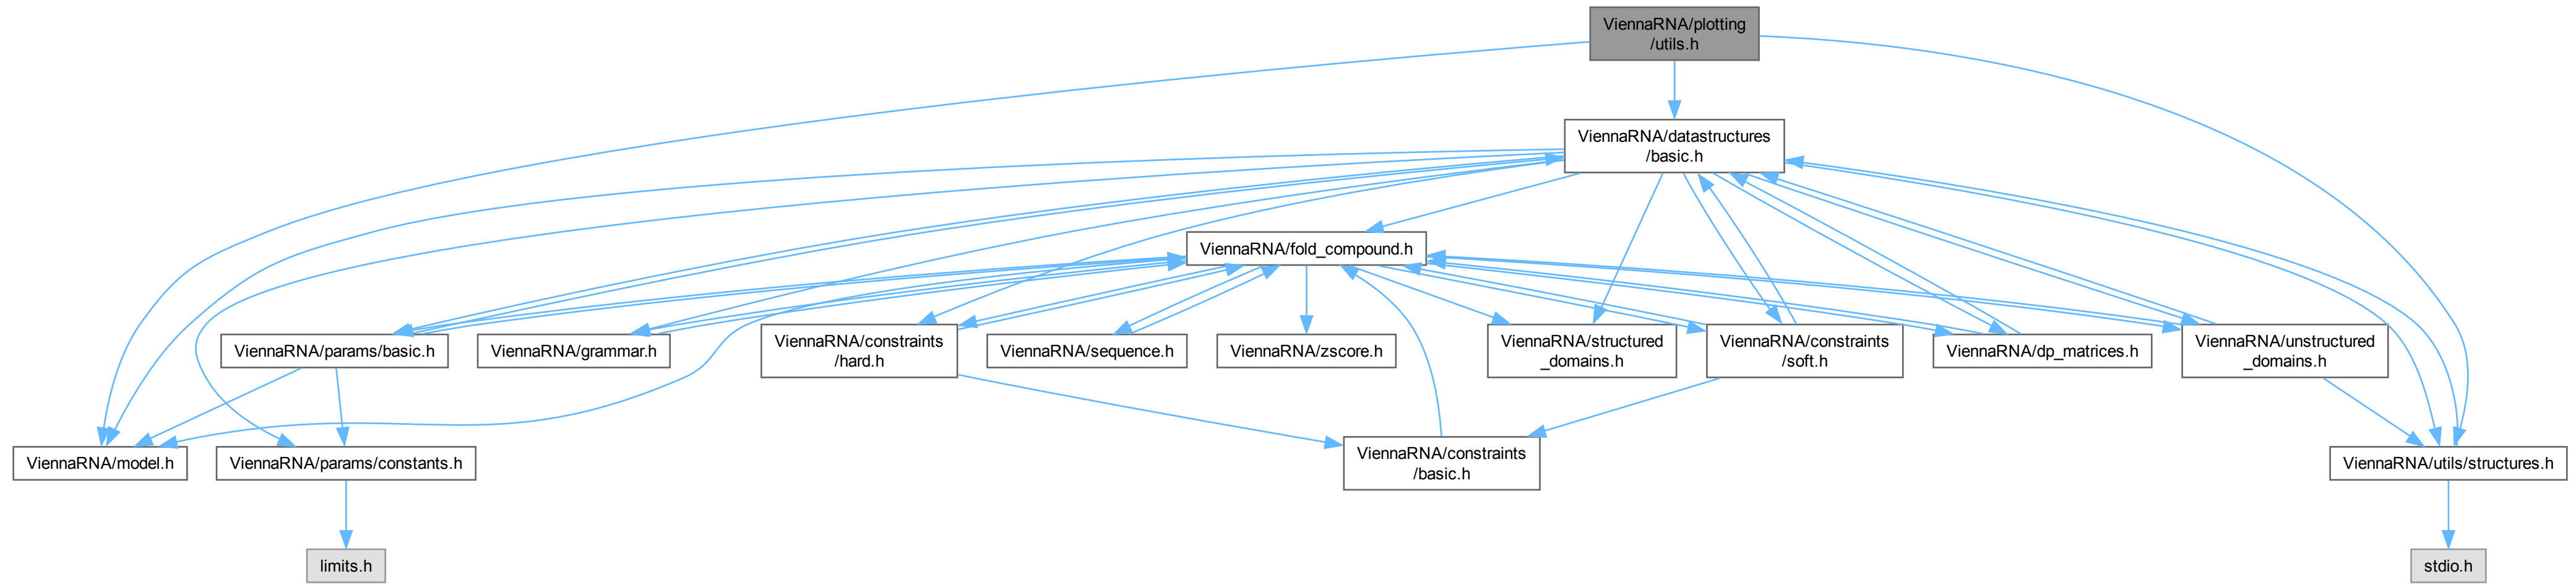 ViennaRNA/plotting
/utils.h
ViennaRNA/datastructures
/basic.h
ViennaRNA/fold_compound.h
ViennaRNA/params/basic.h
ViennaRNA/grammar.h
ViennaRNA/constraints
/hard.h
ViennaRNA/sequence.h
ViennaRNA/zscore.h
ViennaRNA/structured
_domains.h
ViennaRNA/constraints
/soft.h
ViennaRNA/dp_matrices.h
ViennaRNA/unstructured
_domains.h
ViennaRNA/model.h
ViennaRNA/params/constants.h
ViennaRNA/constraints
/basic.h
ViennaRNA/utils/structures.h
limits.h
stdio.h